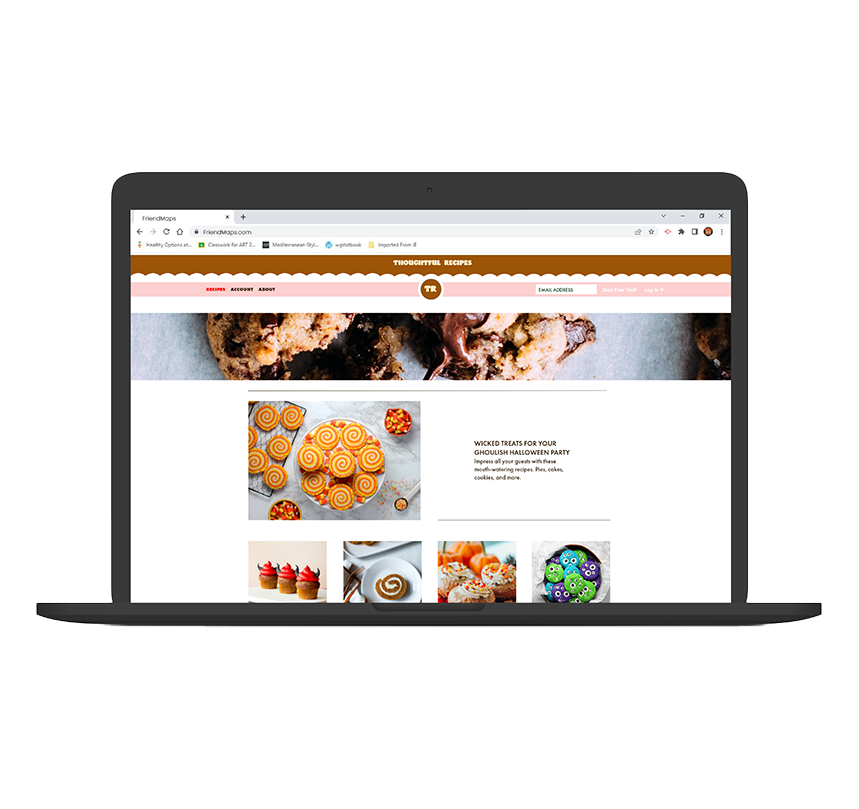 FriendMaps
FriendMaps.com
Healthy Options at...
Classwork for ART 2...
Mediterranean-Styl...
wgsbdbook
Imported From IE
THOUGHTFUL RECIPES
RECIPES ACCOUNT ABOUT
TR
EMAIL ADDRESS
Start Free Trial!
Log in
WICKED TREATS FOR YOUR
GHOULISH HALLOWEEN PARTY
Impress all your guests with these
mouth-watering recipes. Pies, cakes,
cookies, and more.